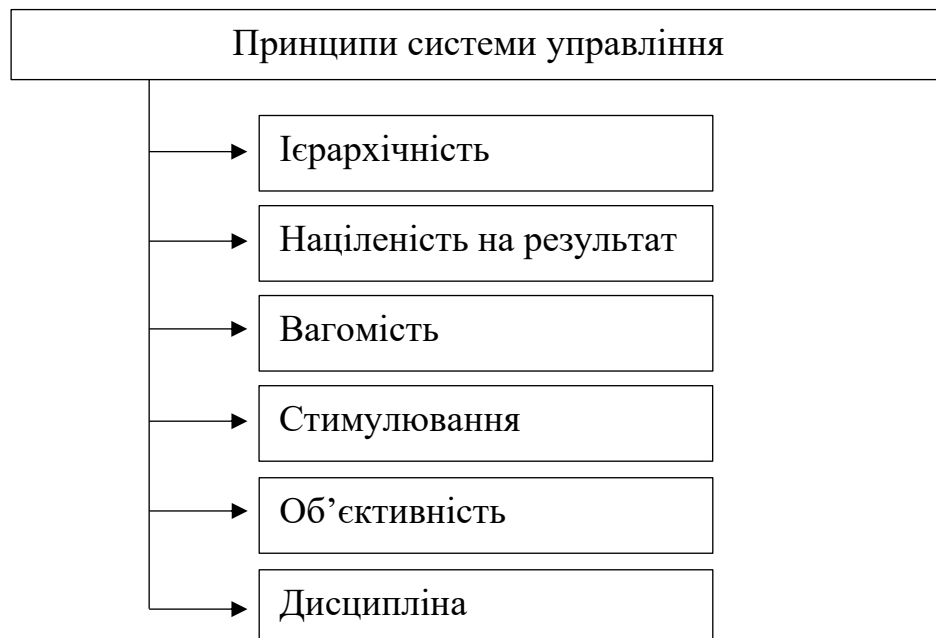 Принципи системи управління
Ієрархічність
Націленість на результат
Вагомість
Стимулювання
Об’єктивність
Дисципліна